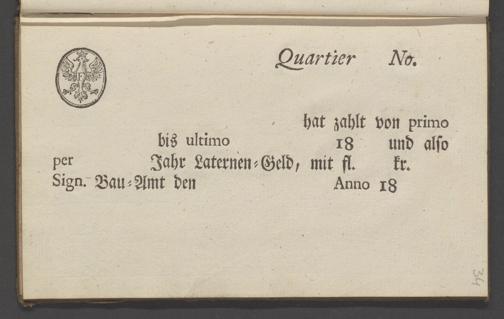 Quartier No.
hat zahlt von primo
bis ultimo 18 und also
per Jahr Laternen-Geld, mit fl. kr.
Sign. Bau-Amt den Anno 18
34